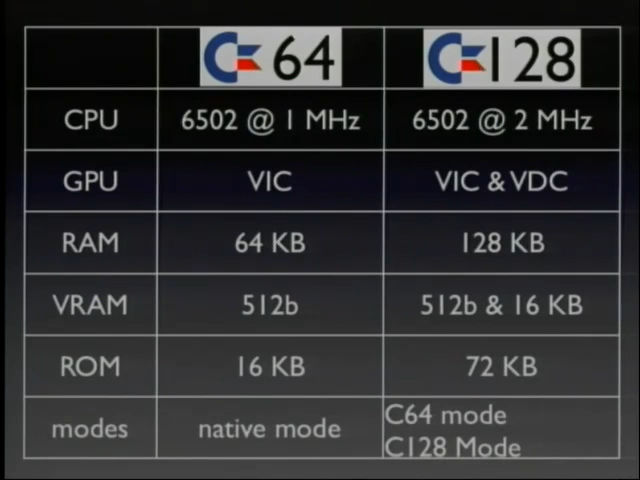 C= 64 C= 128
CPU 6502 @ 1 MHz 6502 @ 2 MHz
GPU VIC VIC & VDC
RAM 64 KB 128 KB
VRAM 512b 512b & 16 KB
ROM 16 KB 72 KB
modes native mode C64 mode
C128 Mode